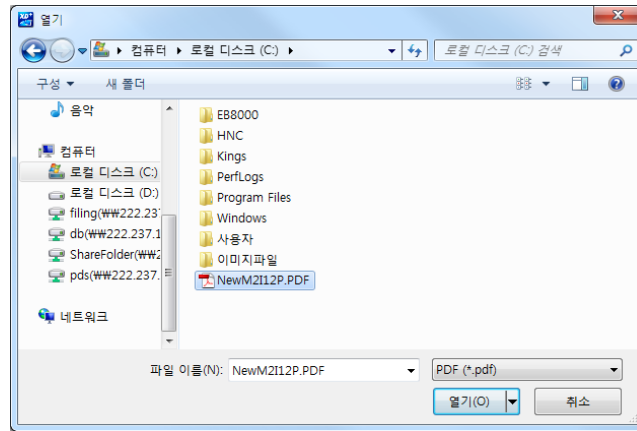 열기
컴퓨터 ▸ 로컬 디스크 (C:) ▸
로컬 디스크 (C:) 검색
구성 새 폴더
음악
컴퓨터
로컬 디스크 (C:)
로컬 디스크 (D:)
filing(₩₩222.23
db(₩₩222.237.1
ShareFolder(₩₩2
pds(₩₩222.237.
네트워크
EB8000
HNC
Kings
PerfLogs
Program Files
Windows
사용자
이미지파일
NewM2I12P.PDF
파일 이름(N): NewM2I12P.PDF
PDF (*.pdf)
열기(O) 취소